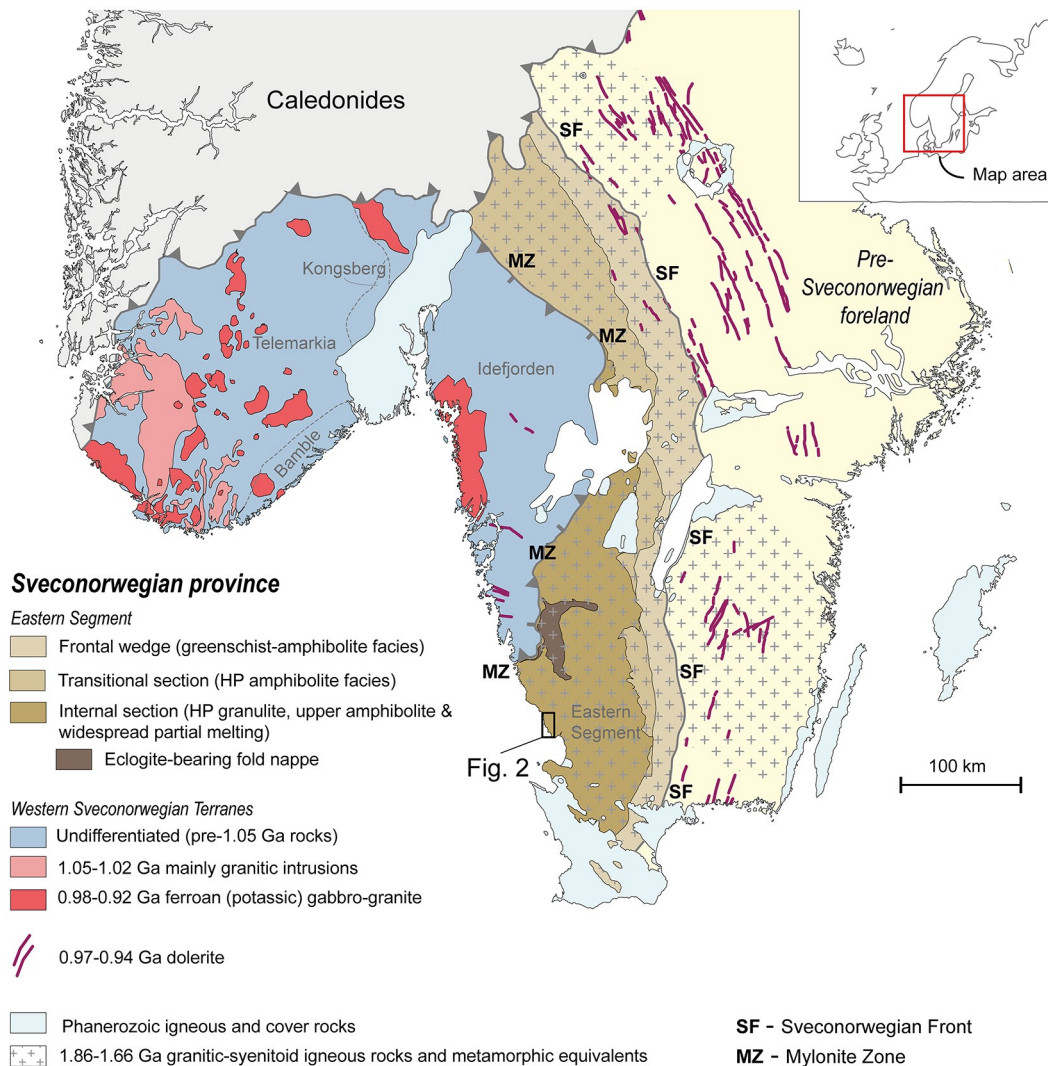 Caledonides
Map area
SF
Kongsberg
MZ
SF
Pre-
Sveconorwegian
foreland
Telemarkia
Idefjorden
MZ
Bamble
SF
MZ
MZ
SF
Eastern
Segment
Fig. 2
SF
100 km
Sveconorwegian province
Eastern Segment
Frontal wedge (greenschist-amphibolite facies)
Transitional section (HP amphibolite facies)
Internal section (HP granulite, upper amphibolite &
widespread partial melting)
Eclogite-bearing fold nappe
Western Sveconorwegian Terranes
Undifferentiated (pre-1.05 Ga rocks)
1.05-1.02 Ga mainly granitic intrusions
0.98-0.92 Ga ferroan (potassic) gabbro-granite
0.97-0.94 Ga dolerite
Phanerozoic igneous and cover rocks
1.86-1.66 Ga granitic-syenitoid igneous rocks and metamorphic equivalents
SF - Sveconorwegian Front
MZ - Mylonite Zone